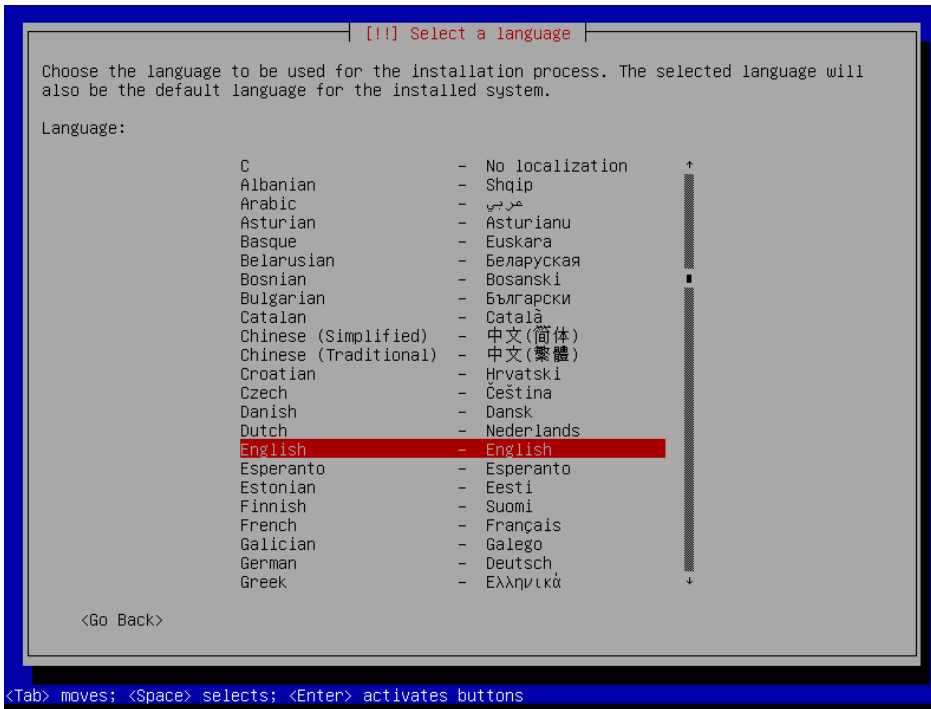 [!!] Select a language
Choose the language to be used for the installation process. The selected language will
also be the default language for the installed system.
Language:
C - No localization
Albanian - Shqip
Arabic - عربي
Asturian - Asturianu
Basque - Euskara
Belarusian - Беларуская
Bosnian - Bosanski
Bulgarian - Български
Catalan - Català
Chinese (Simplified) - 中文(简体)
Chinese (Traditional) - 中文(繁體)
Croatian - Hrvatski
Czech - Čeština
Danish - Dansk
Dutch - Nederlands
English - English
Esperanto - Esperanto
Estonian - Eesti
Finnish - Suomi
French - Français
Galician - Galego
German - Deutsch
Greek - Ελληνικά
<Go Back>
<Tab> moves; <Space> selects; <Enter> activates buttons